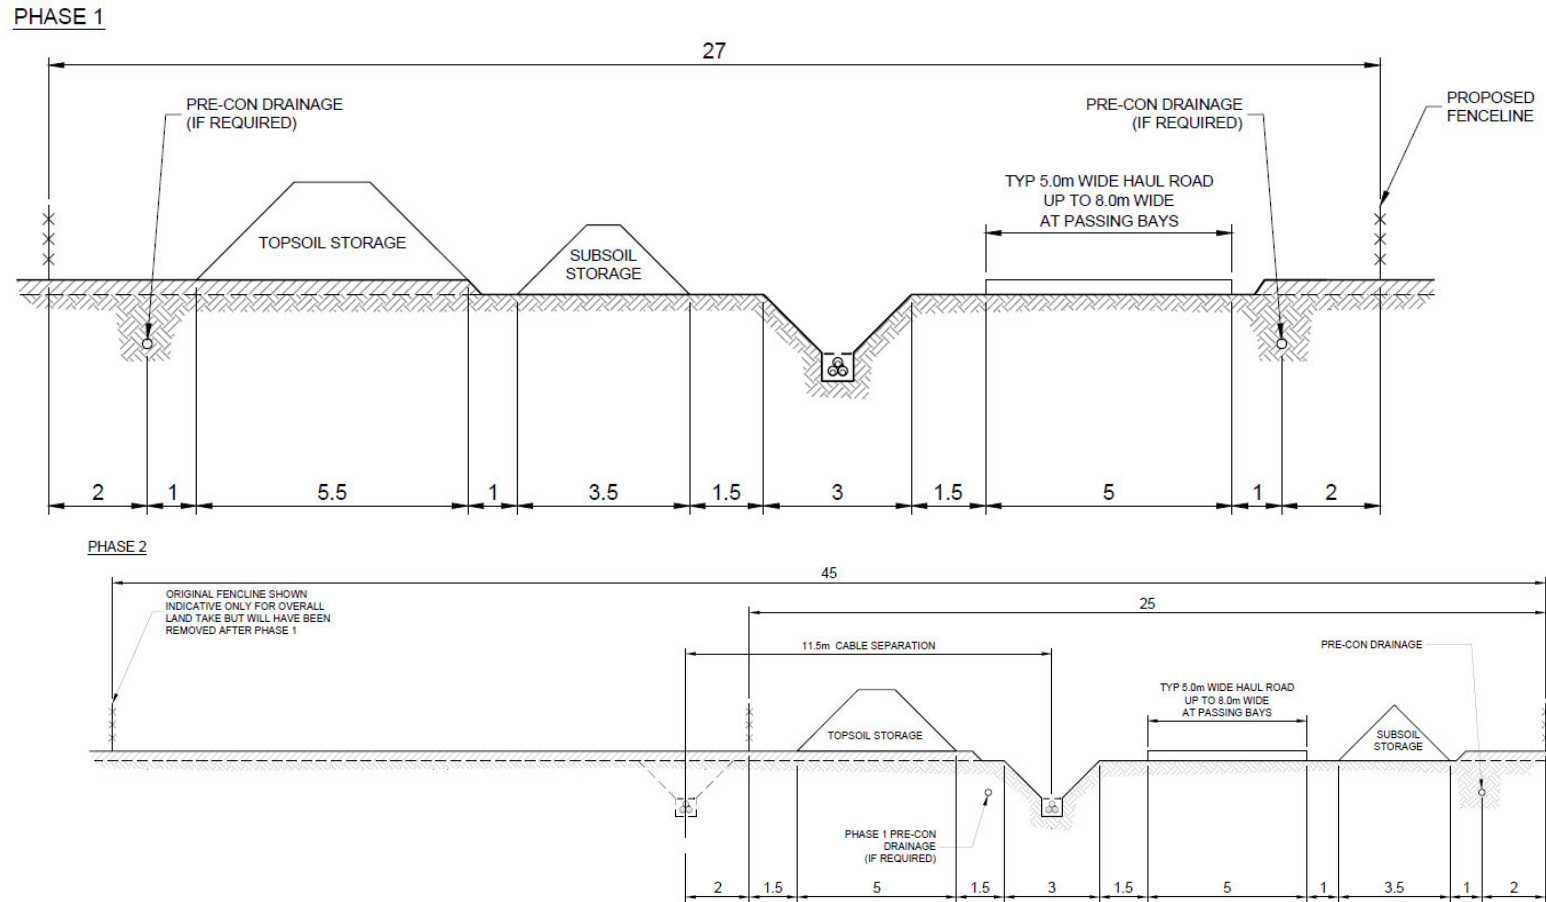 PHASE 1
27
PRE-CON DRAINAGE
(IF REQUIRED)
PRE-CON DRAINAGE
(IF REQUIRED)
PROPOSED
FENCELINE
TYP 5.0m WIDE HAUL ROAD
UP TO 8.0m WIDE
AT PASSING BAYS
TOPSOIL STORAGE
SUBSOIL
STORAGE
2 1 5.5 1 3.5 1.5 3 1.5 5 1 2
PHASE 2
45
ORIGINAL FENCLINE SHOWN
INDICATIVE ONLY FOR OVERALL
LAND TAKE BUT WILL HAVE BEEN
REMOVED AFTER PHASE 1
25
11.5m CABLE SEPARATION
PRE-CON DRAINAGE
TYP 5.0m WIDE HAUL ROAD
UP TO 8.0m WIDE
AT PASSING BAYS
TOPSOIL STORAGE
SUBSOIL
STORAGE
PHASE 1 PRE-CON
DRAINAGE
(IF REQUIRED)
2 1.5 5 1.5 3 1.5 5 1 3.5 1 2